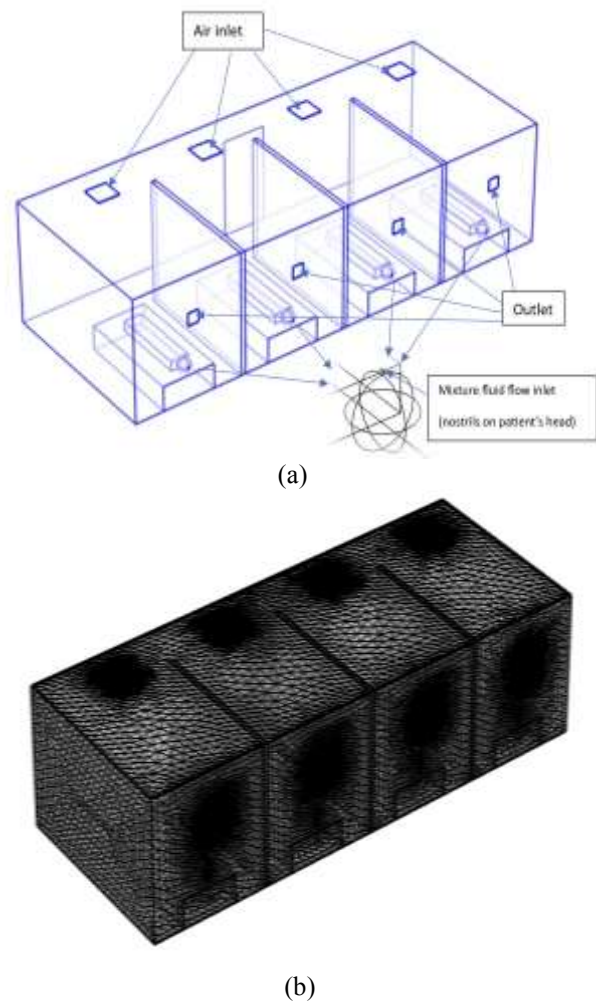 Air inlet
Outlet
Mixture fluid flow inlet
(nostrils on patient's head)
(a)
(b)